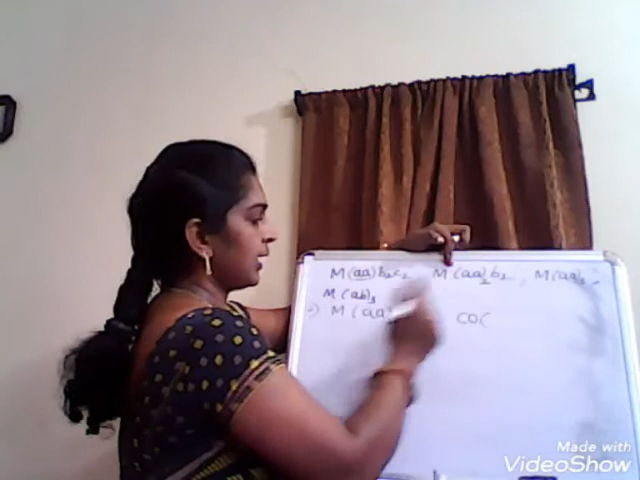 M(aa)b₂c₂ M(aa)₂b₂, M(aa)₃
M(ab)₃
M(aa CO(
Made with
VideoShow